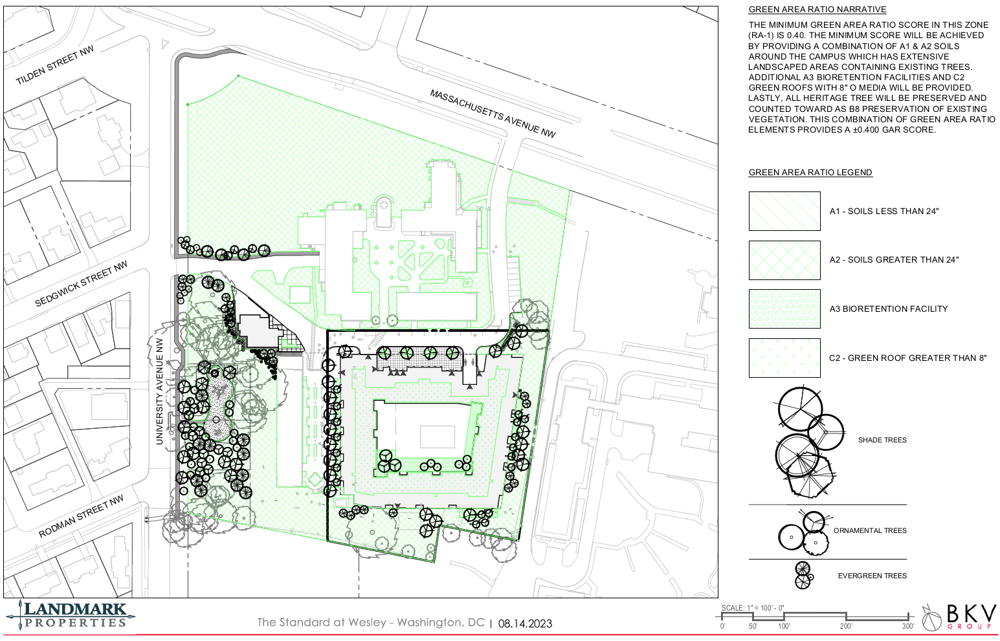 GREEN AREA RATIO NARRATIVE
THE MINIMUM GREEN AREA RATIO SCORE IN THIS ZONE
(RA-1) IS 0.40. THE MINIMUM SCORE WILL BE ACHIEVED
BY PROVIDING A COMBINATION OF A1 & A2 SOILS
AROUND THE CAMPUS WHICH HAS EXTENSIVE
LANDSCAPED AREAS CONTAINING EXISTING TREES.
ADDITIONAL A3 BIORETENTION FACILITIES AND C2
GREEN ROOFS WITH 8" O MEDIA WILL BE PROVIDED.
LASTLY, ALL HERITAGE TREE WILL BE PRESERVED AND
COUNTED TOWARD AS B8 PRESERVATION OF EXISTING
VEGETATION. THIS COMBINATION OF GREEN AREA RATIO
ELEMENTS PROVIDES A ±0.400 GAR SCORE.
GREEN AREA RATIO LEGEND
A1 - SOILS LESS THAN 24"
A2 - SOILS GREATER THAN 24"
A3 BIORETENTION FACILITY
C2 - GREEN ROOF GREATER THAN 8"
SHADE TREES
ORNAMENTAL TREES
EVERGREEN TREES
TILDEN STREET NW
MASSACHUSETTS AVENUE NW
SEDGWICK STREET NW
UNIVERSITY AVENUE NW
RODMAN STREET NW
LANDMARK
PROPERTIES
The Standard at Wesley - Washington, DC | 08.14.2023
SCALE: 1" = 100' - 0"
0' 50' 100' 200' 300'
N
BKV
GROUP